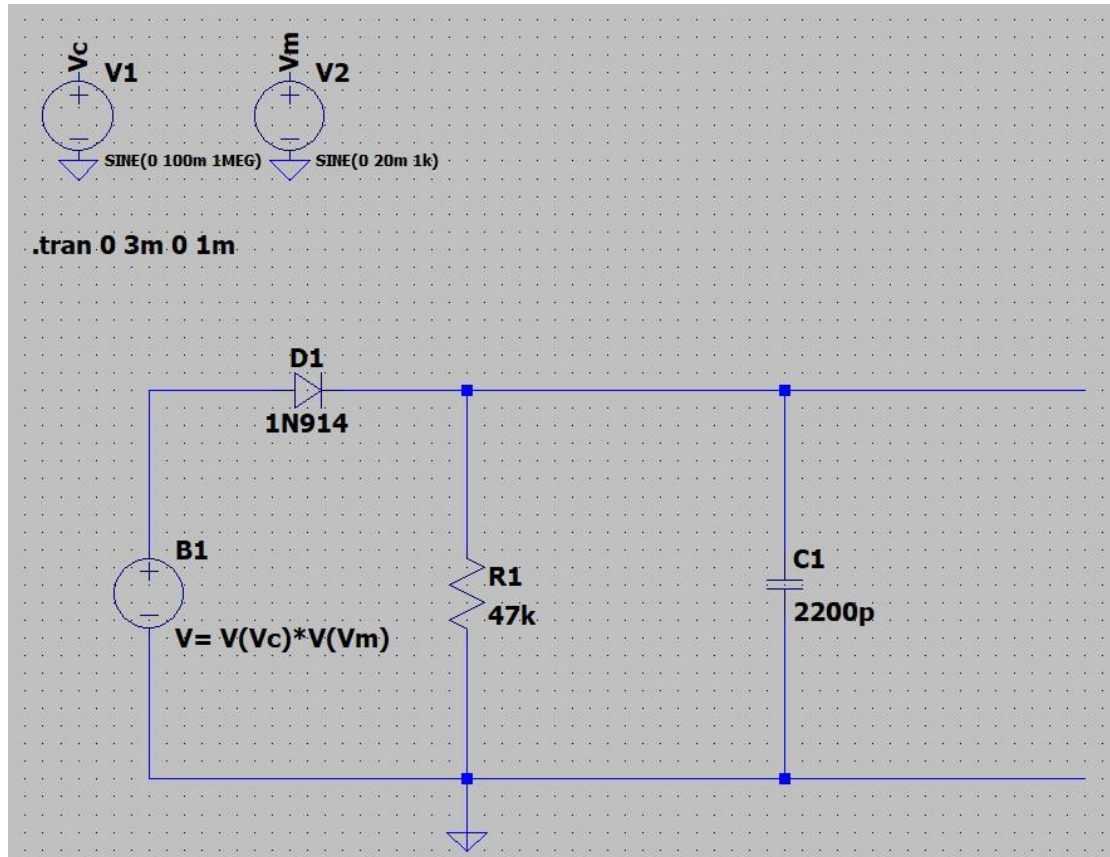 Vc
V1
SINE(0 100m 1MEG)
Vm
V2
SINE(0 20m 1k)
.tran 0 3m 0 1m
D1
1N914
B1
V= V(Vc)*V(Vm)
R1
47k
C1
2200p